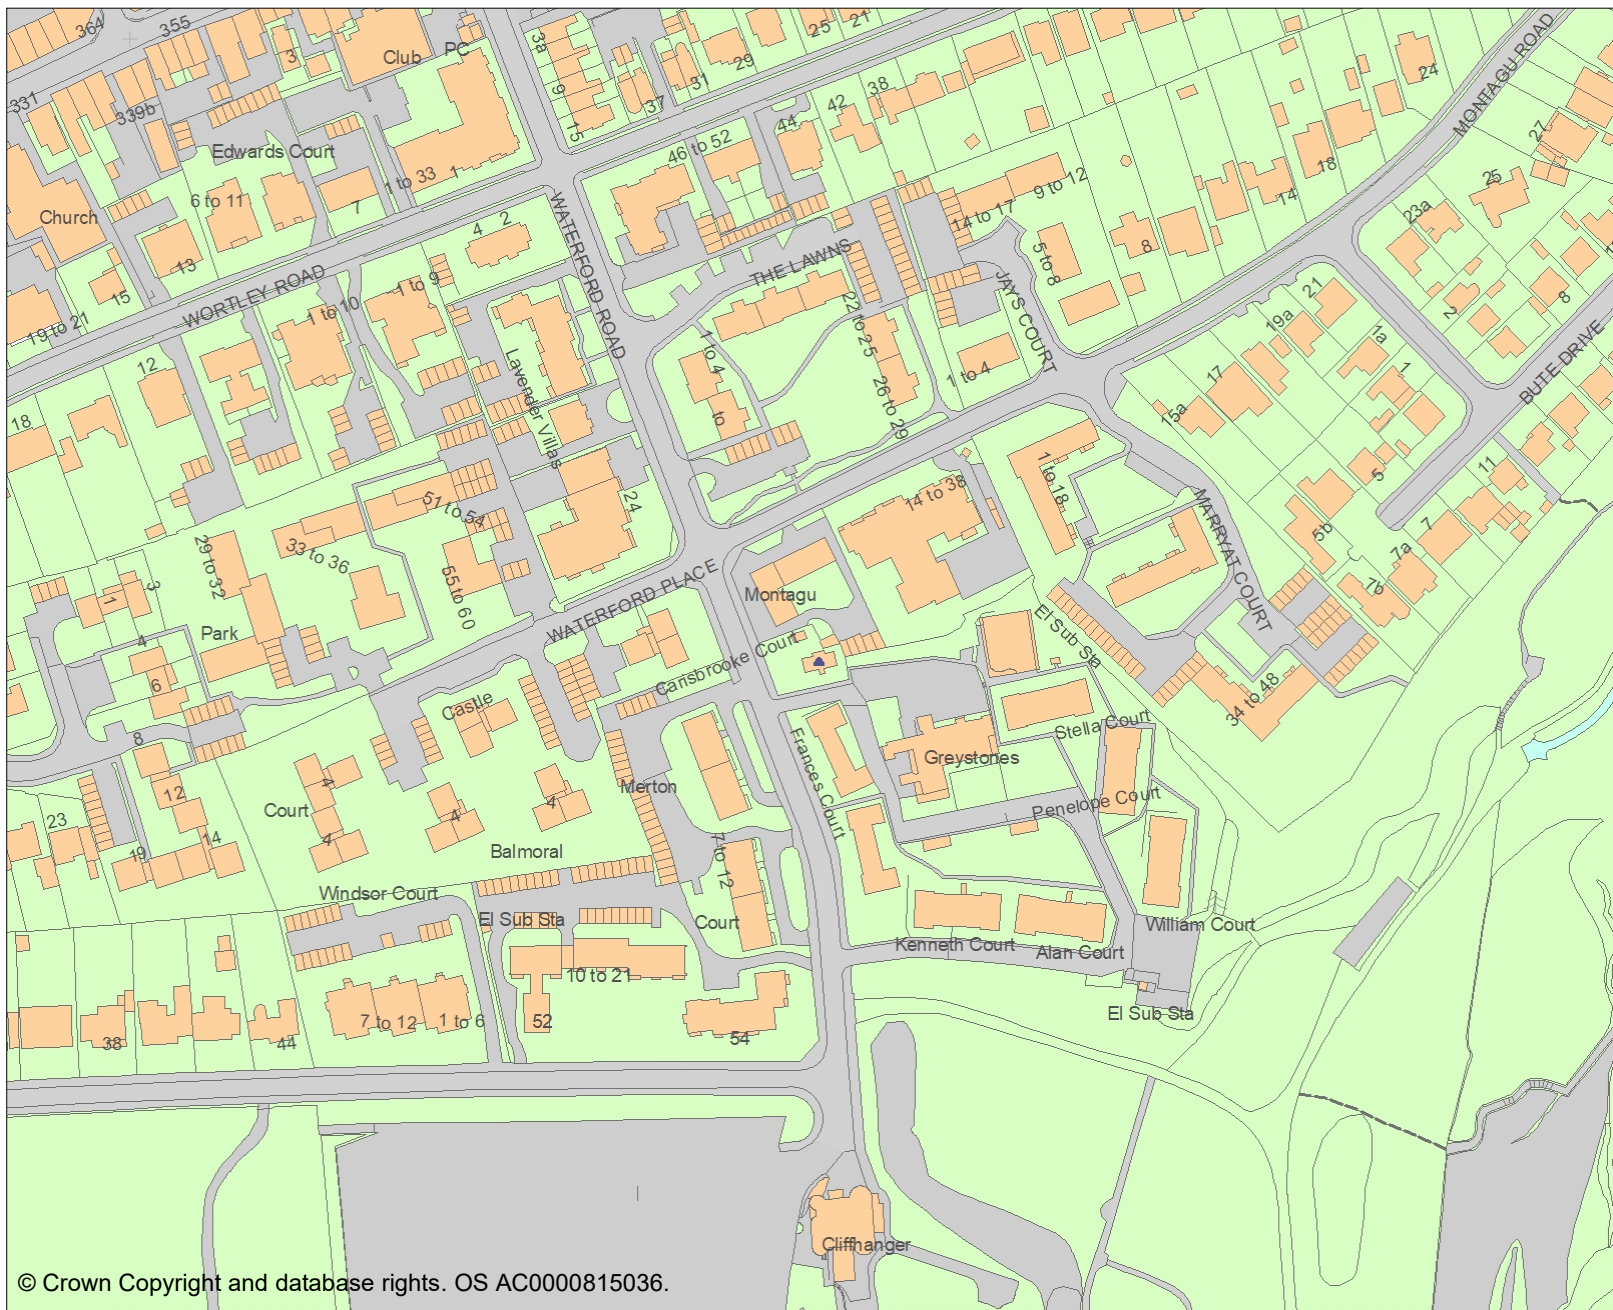 364
355
3
Club
PC
3a
9
15
25
21
29
31
37
38
42
44
46 to 52
331
339b
Edwards Court
1 to 33
1
6 to 11
7
Church
13
15
19 to 21
WORTLEY ROAD
4
2
WATERFORD ROAD
THE LAWNS
14 to 17
9 to 12
5 to 8
8
14
18
24
MONTAGU ROAD
27
25
23a
2
8
1 to 9
1 to 10
12
18
Lavender Villas
1 to 4
to
22 to 25
26 to 29
JAYS COURT
1 to 4
21
19a
17
15a
1a
1
5
BUTE DRIVE
11
7
7a
7b
5b
24
51 to 54
33 to 36
29 to 32
55 to 60
14 to 38
1 to 18
MARRYAT COURT
WATERFORD PLACE
Montagu
1
3
4
6
Park
El Sub Sta
Carisbrooke Court
Castle
34 to 48
Stella Court
Frances Court
Greystones
Penelope Court
8
12
14
19
23
Court
4
4
4
4
Merton
Balmoral
7 to 12
Windsor Court
El Sub Sta
Court
William Court
Kenneth Court
Alan Court
10 to 21
El Sub Sta
7 to 12
1 to 6
52
54
38
44
Cliffhanger
© Crown Copyright and database rights. OS AC0000815036.